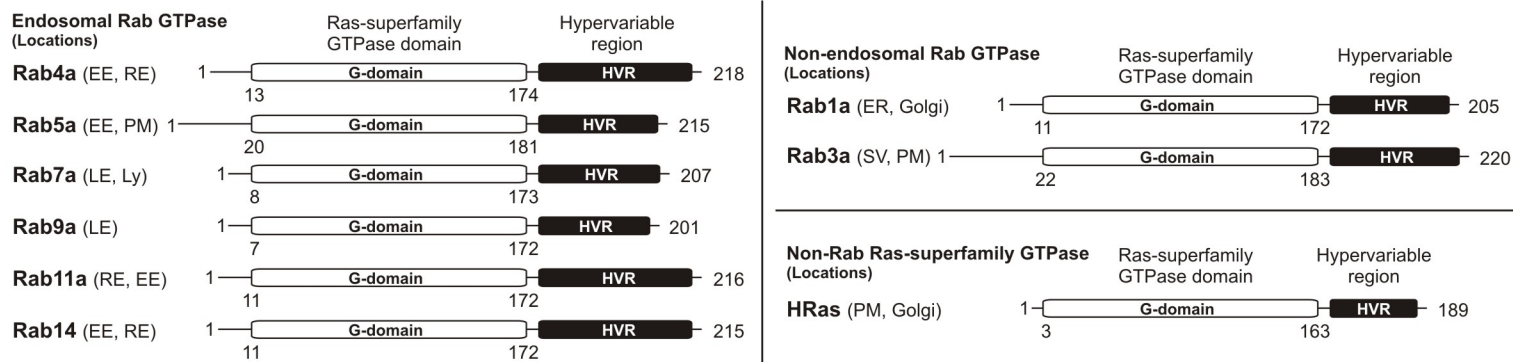 Endosomal Rab GTPase
(Locations)
Ras-superfamily
GTPase domain
Hypervariable
region
Rab4a (EE, RE) 1 G-domain HVR 218
13 174
Rab5a (EE, PM) 1 G-domain HVR 215
20 181
Rab7a (LE, Ly) 1 G-domain HVR 207
8 173
Rab9a (LE) 1 G-domain HVR 201
7 172
Rab11a (RE, EE) 1 G-domain HVR 216
11 172
Rab14 (EE, RE) 1 G-domain HVR 215
11 172
Non-endosomal Rab GTPase
(Locations)
Ras-superfamily
GTPase domain
Hypervariable
region
Rab1a (ER, Golgi) 1 G-domain HVR 205
11 172
Rab3a (SV, PM) 1 G-domain HVR 220
22 183
Non-Rab Ras-superfamily GTPase
(Locations)
Ras-superfamily
GTPase domain
Hypervariable
region
HRas (PM, Golgi) 1 G-domain HVR 189
3 163